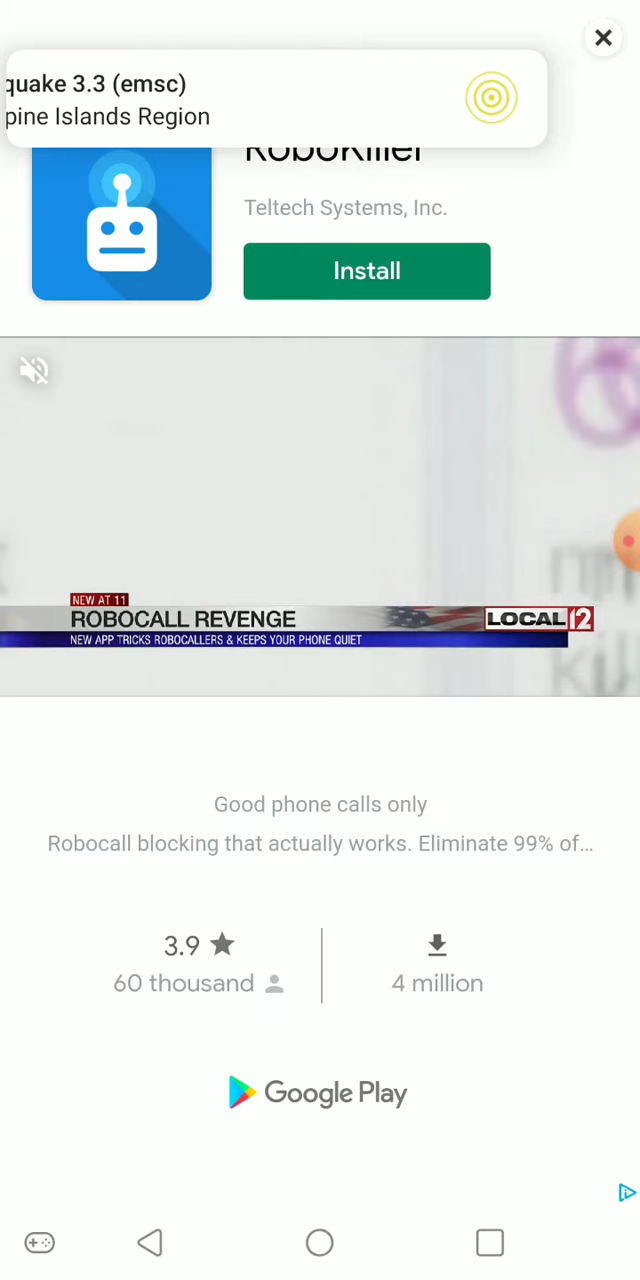 quake 3.3 (emsc)
pine Islands Region
RoboKiller
Teltech Systems, Inc.
Install
NEW AT 11
ROBOCALL REVENGE
LOCAL 12
NEW APP TRICKS ROBOCALLERS & KEEPS YOUR PHONE QUIET
Good phone calls only
Robocall blocking that actually works. Eliminate 99% of...
3.9
60 thousand
4 million
Google Play